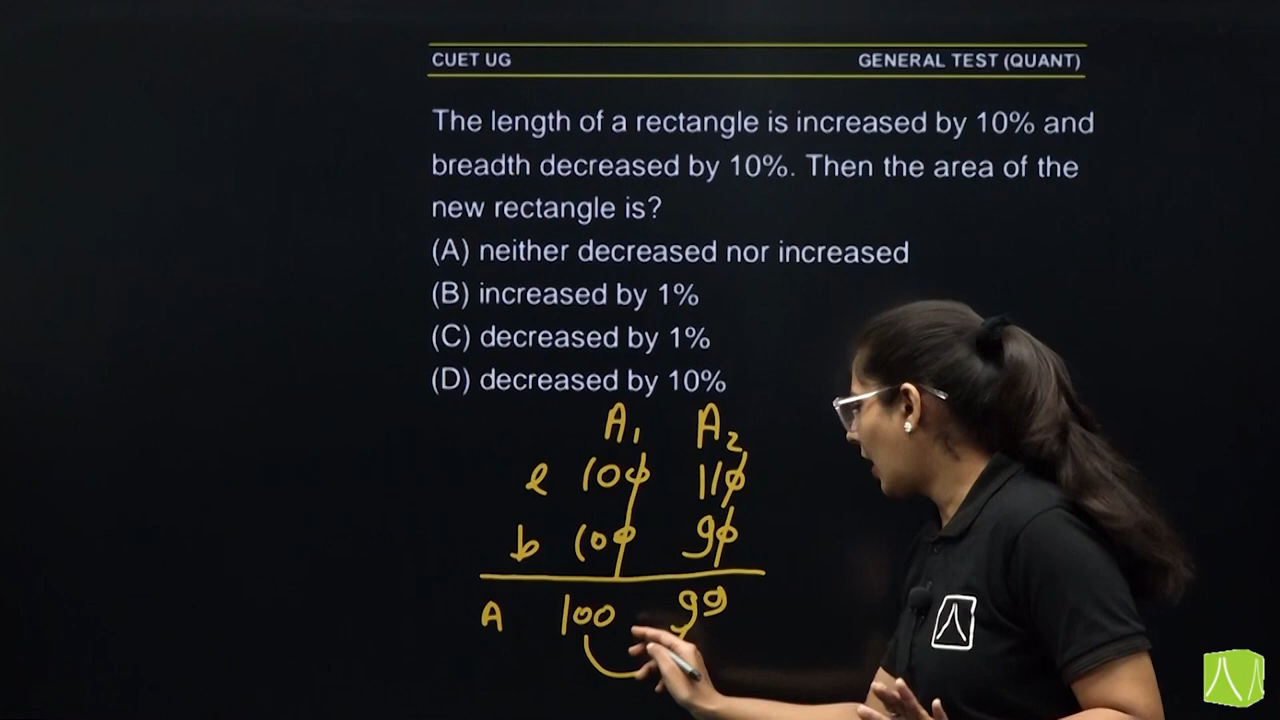 CUET UG GENERAL TEST (QUANT)
The length of a rectangle is increased by 10% and
breadth decreased by 10%. Then the area of the
new rectangle is?
(A) neither decreased nor increased
(B) increased by 1%
(C) decreased by 1%
(D) decreased by 10%
A₁ A₂
l 100 110
b 100 90
A 100 99